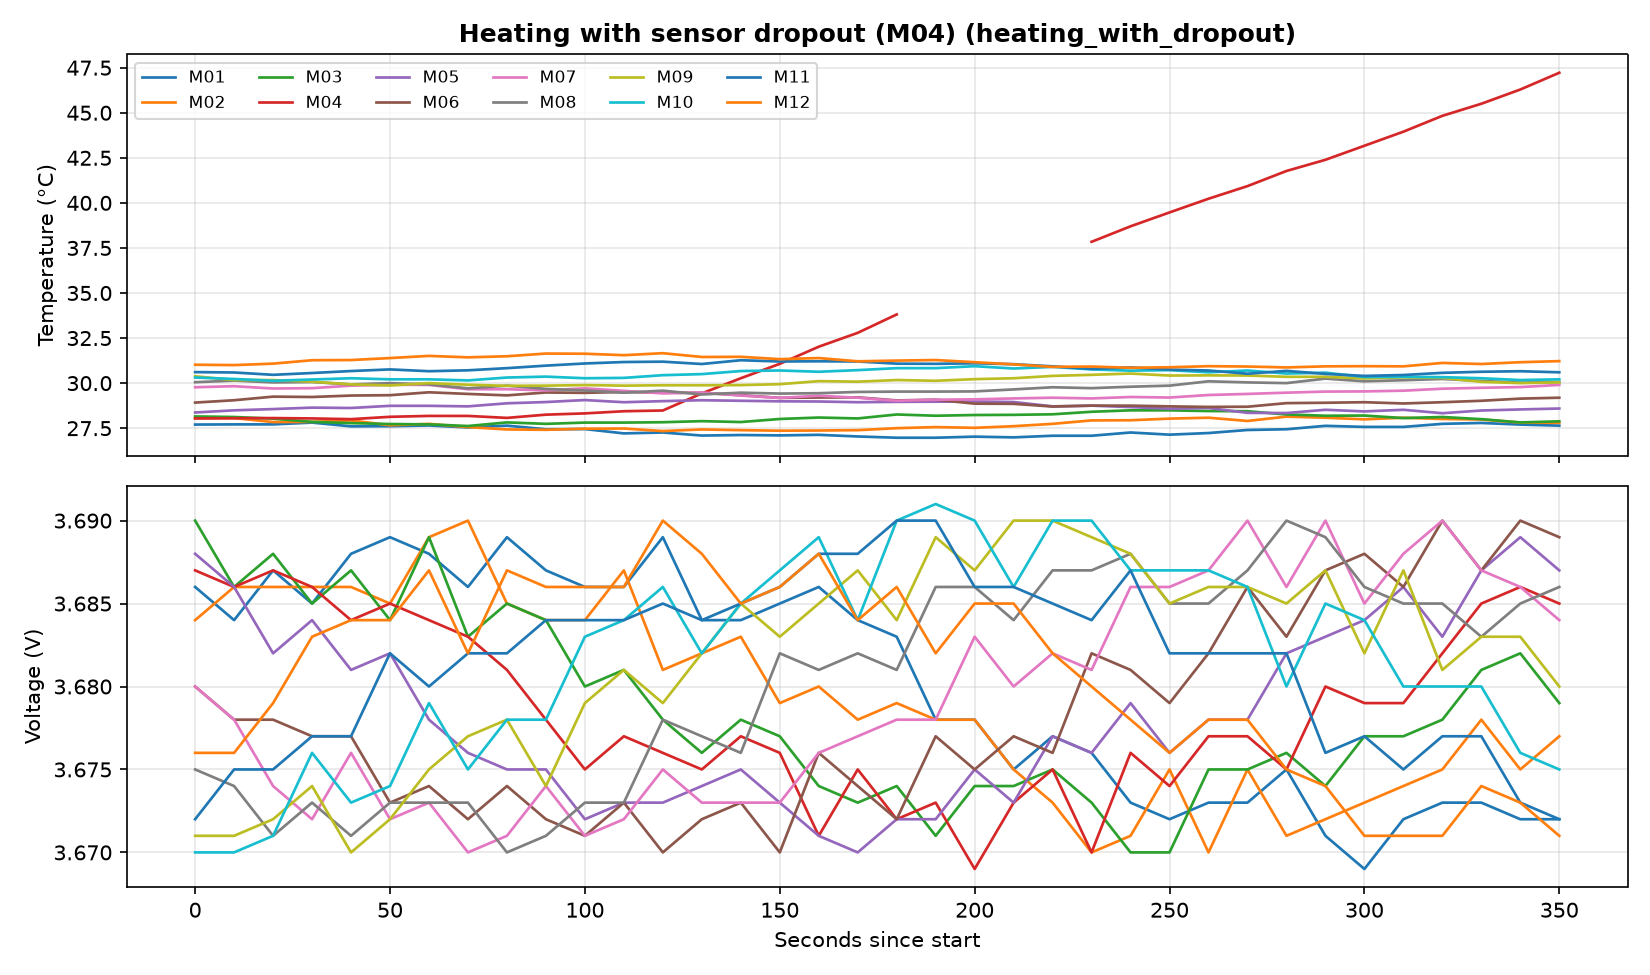 Heating with sensor dropout (M04) (heating_with_dropout)
M01 M03 M05 M07 M09 M11
M02 M04 M06 M08 M10 M12
Temperature (°C)
47.5
45.0
42.5
40.0
37.5
35.0
32.5
30.0
27.5
Voltage (V)
3.690
3.685
3.680
3.675
3.670
0 50 100 150 200 250 300 350
Seconds since start